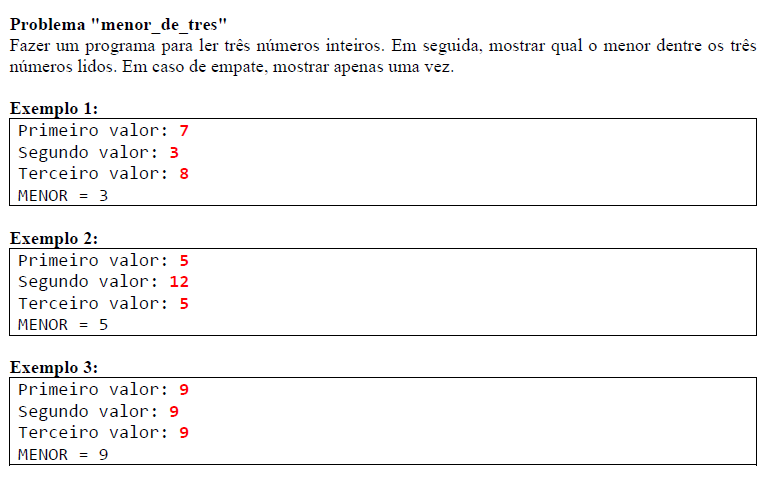 Problema "menor_de_tres"
Fazer um programa para ler três números inteiros. Em seguida, mostrar qual o menor dentre os três
números lidos. Em caso de empate, mostrar apenas uma vez.
Exemplo 1:
Primeiro valor: 7
Segundo valor: 3
Terceiro valor: 8
MENOR = 3
Exemplo 2:
Primeiro valor: 5
Segundo valor: 12
Terceiro valor: 5
MENOR = 5
Exemplo 3:
Primeiro valor: 9
Segundo valor: 9
Terceiro valor: 9
MENOR = 9